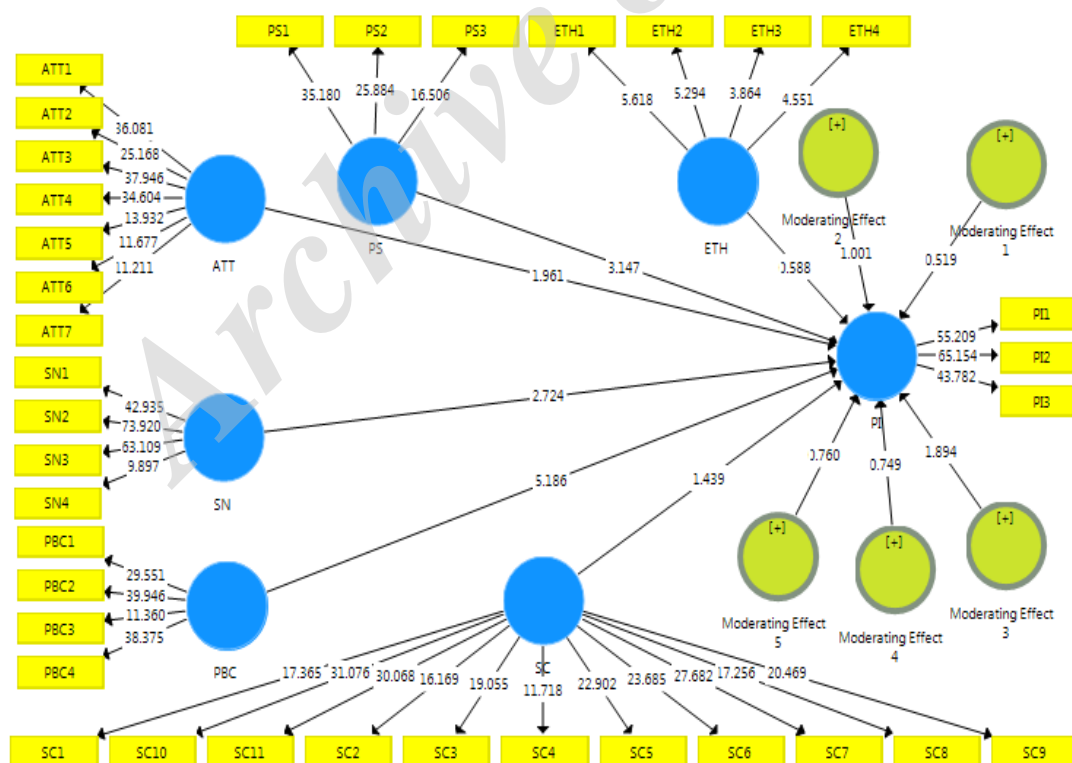 PS1
PS2
PS3
ETH1
ETH2
ETH3
ETH4
35.180
25.884
16.506
5.618
5.294
3.864
4.551
ATT1
ATT2
ATT3
ATT4
ATT5
ATT6
ATT7
36.081
25.168
37.946
34.604
13.932
11.677
11.211
ATT
PS
ETH
[+]
Moderating Effect
2
[+]
Moderating Effect
1
1.961
3.147
0.588
1.001
0.519
PI1
PI2
PI3
55.209
65.154
43.782
PI
SN1
SN2
SN3
SN4
42.935
73.920
63.109
9.897
SN
2.724
PBC1
PBC2
PBC3
PBC4
29.551
39.946
11.360
38.375
PBC
5.186
1.439
0.760
0.749
1.894
[+]
Moderating Effect
5
[+]
Moderating Effect
4
[+]
Moderating Effect
3
SC
17.365
31.076
30.068
16.169
19.055
11.718
22.902
23.685
27.682
17.256
20.469
SC1
SC10
SC11
SC2
SC3
SC4
SC5
SC6
SC7
SC8
SC9
Archive